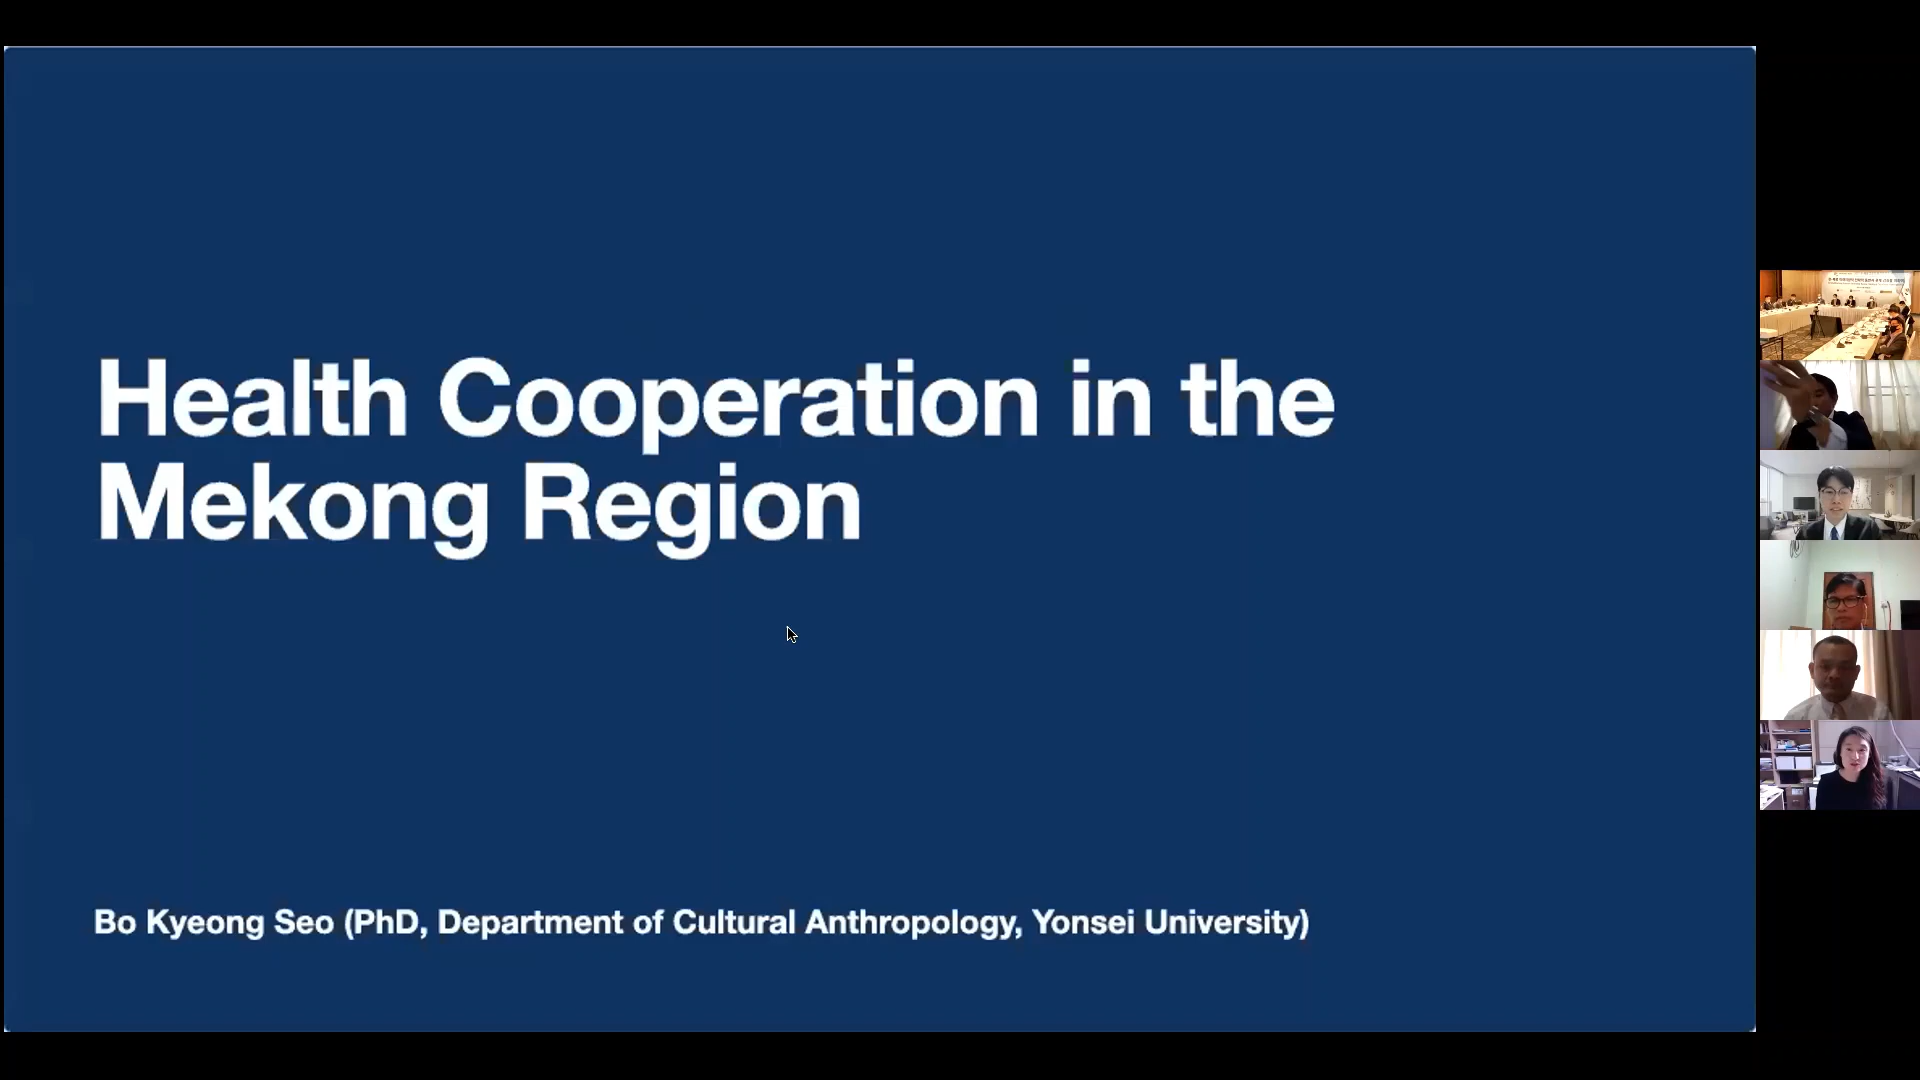 Health Cooperation in the
Mekong Region
Bo Kyeong Seo (PhD, Department of Cultural Anthropology, Yonsei University)